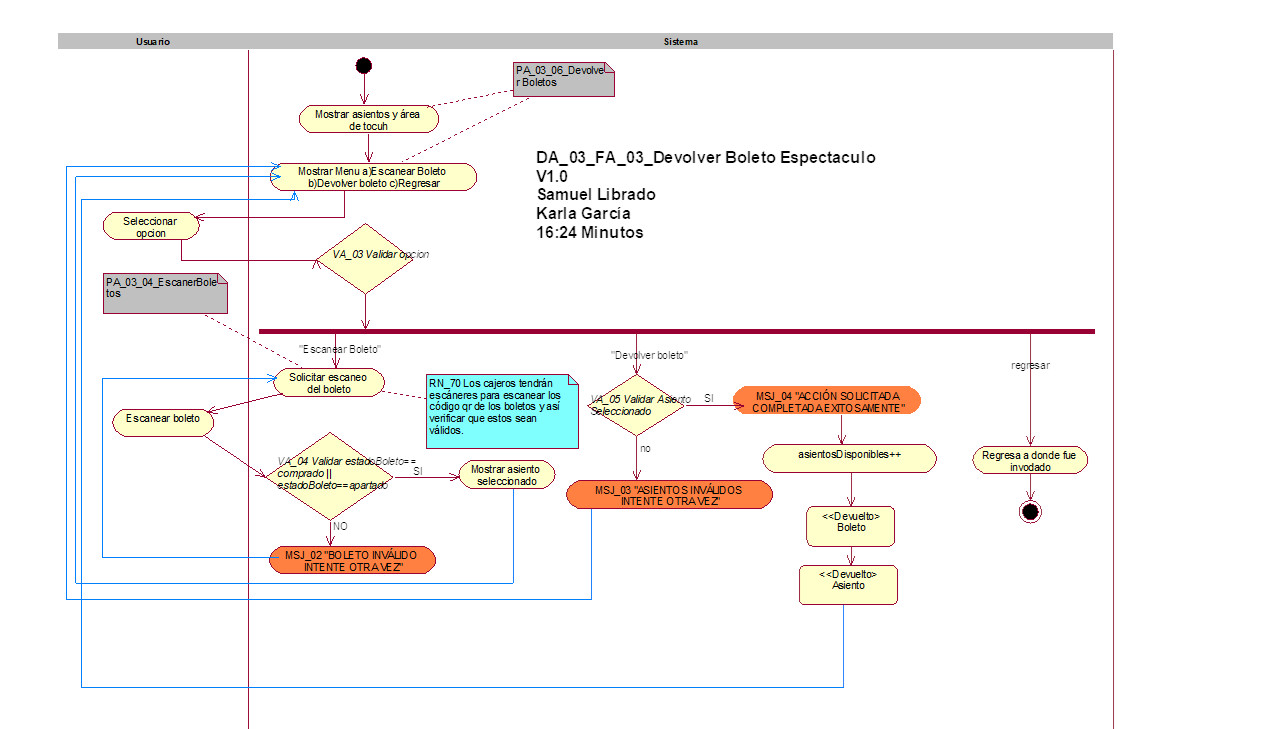 Usuario
Sistema
PA_03_06_Devolve
r Boletos
Mostrar asientos y área
de tocuh
Mostrar Menu a)Escanear Boleto
b)Devolver boleto c)Regresar
DA_03_FA_03_Devolver Boleto Espectaculo
V1.0
Samuel Librado
Karla García
16:24 Minutos
Seleccionar
opcion
VA_03 Validar opcion
PA_03_04_EscanerBole
tos
"Escanear Boleto"
"Devolver boleto"
regresar
Solicitar escaneo
del boleto
RN_70 Los cajeros tendrán
escáneres para escanear los
código qr de los boletos y así
verificar que estos sean
válidos.
VA_05 Validar Asiento
Seleccionado
SI
MSJ_04 "ACCIÓN SOLICITADA
COMPLETADA EXITOSAMENTE"
Escanear boleto
no
asientosDisponibles++
Regresa a donde fue
invodado
VA_04 Validar estadoBoleto==
comprado ||
estadoBoleto==apartado
SI
Mostrar asiento
seleccionado
MSJ_03 "ASIENTOS INVÁLIDOS
INTENTE OTRA VEZ"
NO
<<Devuelto>
Boleto
MSJ_02 "BOLETO INVÁLIDO
INTENTE OTRA VEZ"
<<Devuelto>
Asiento